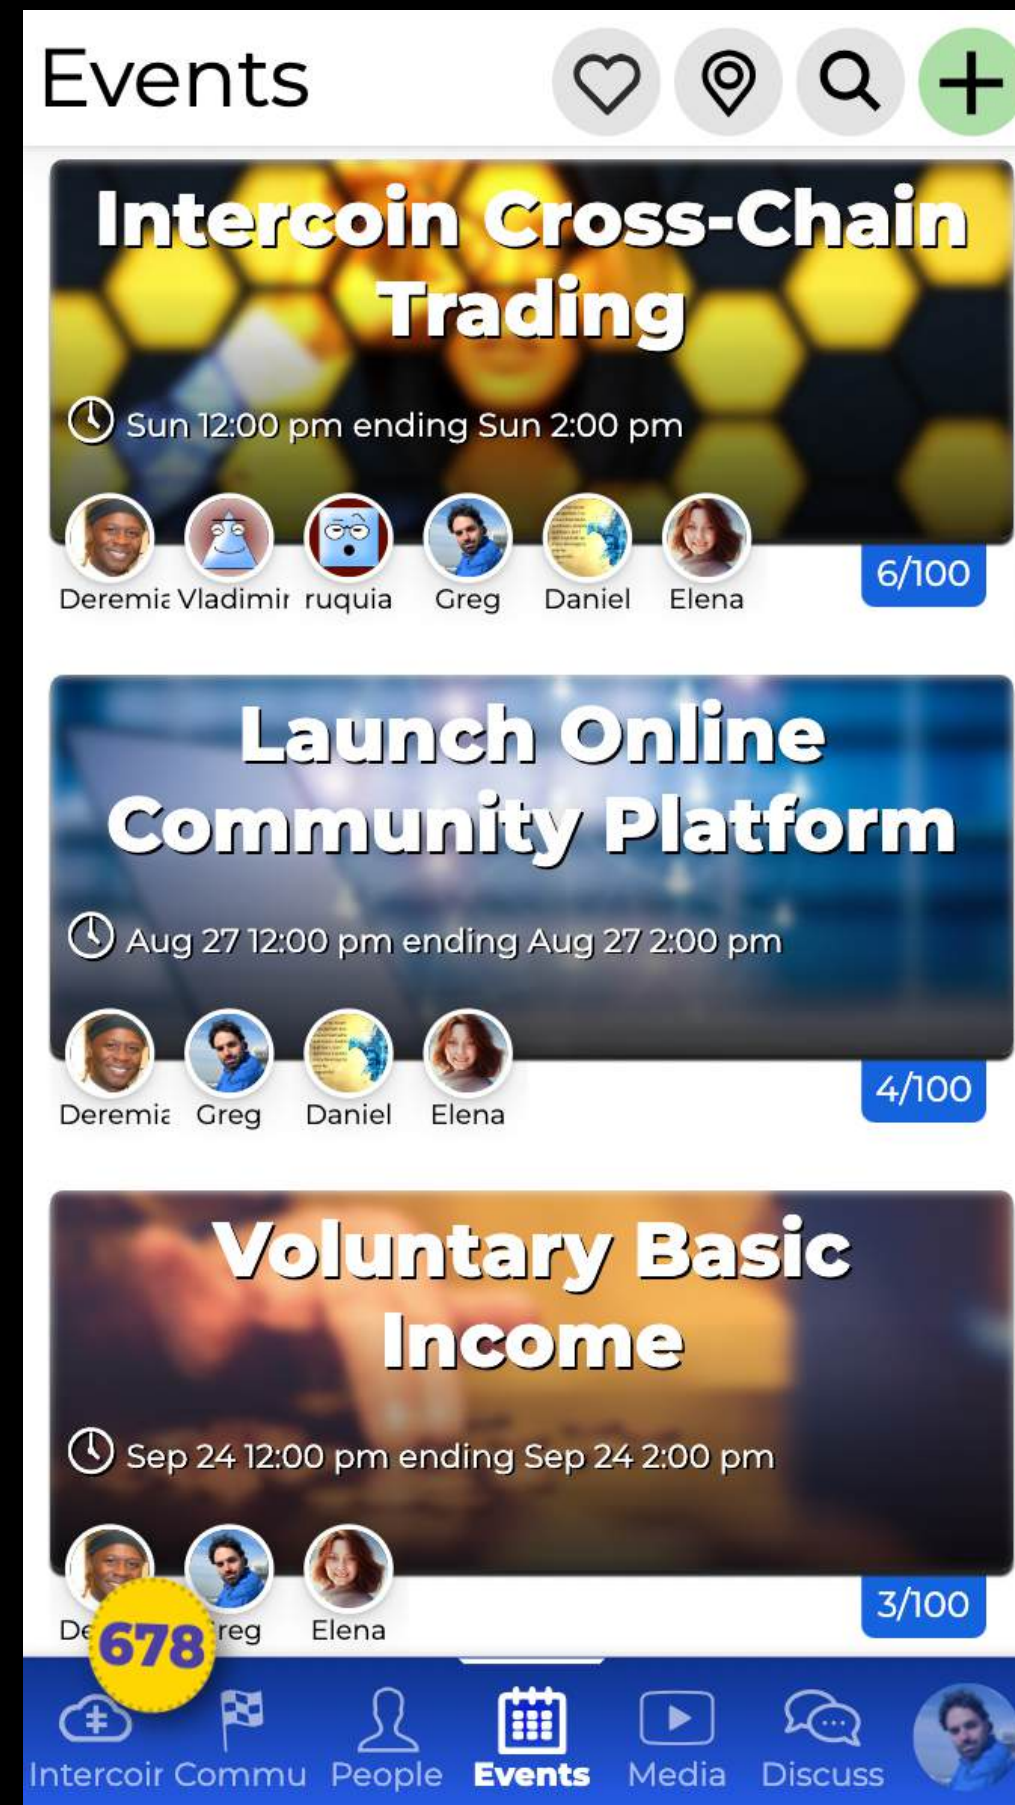 Events
Intercoin Cross-Chain
Trading
Sun 12:00 pm ending Sun 2:00 pm
Deremia Vladimir ruquia Greg Daniel Elena
6/100
Launch Online
Community Platform
Aug 27 12:00 pm ending Aug 27 2:00 pm
Deremia Greg Daniel Elena
4/100
Voluntary Basic
Income
Sep 24 12:00 pm ending Sep 24 2:00 pm
De reg Elena
3/100
678
Intercoir Commu People Events Media Discuss